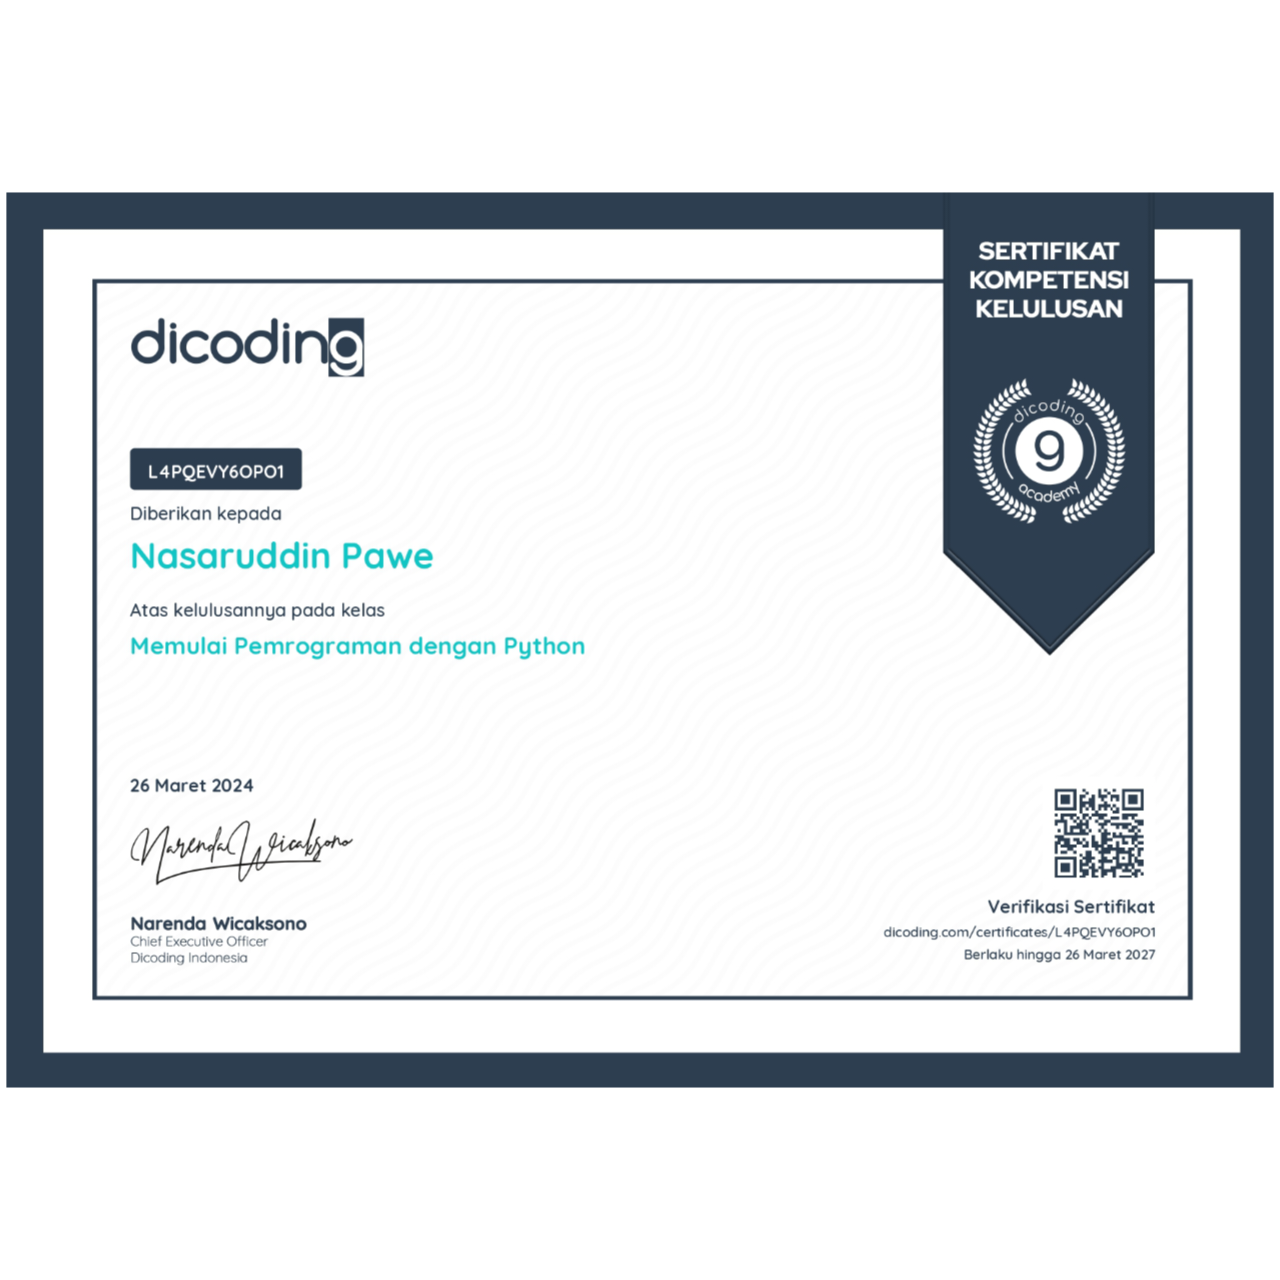 SERTIFIKAT
KOMPETENSI
KELULUSAN
dicoding
9
academy
dicoding
L4PQEVY6OPO1
Diberikan kepada
Nasaruddin Pawe
Atas kelulusannya pada kelas
Memulai Pemrograman dengan Python
26 Maret 2024
Narenda Wicaksono
Narenda Wicaksono
Chief Executive Officer
Dicoding Indonesia
Verifikasi Sertifikat
dicoding.com/certificates/L4PQEVY6OPO1
Berlaku hingga 26 Maret 2027